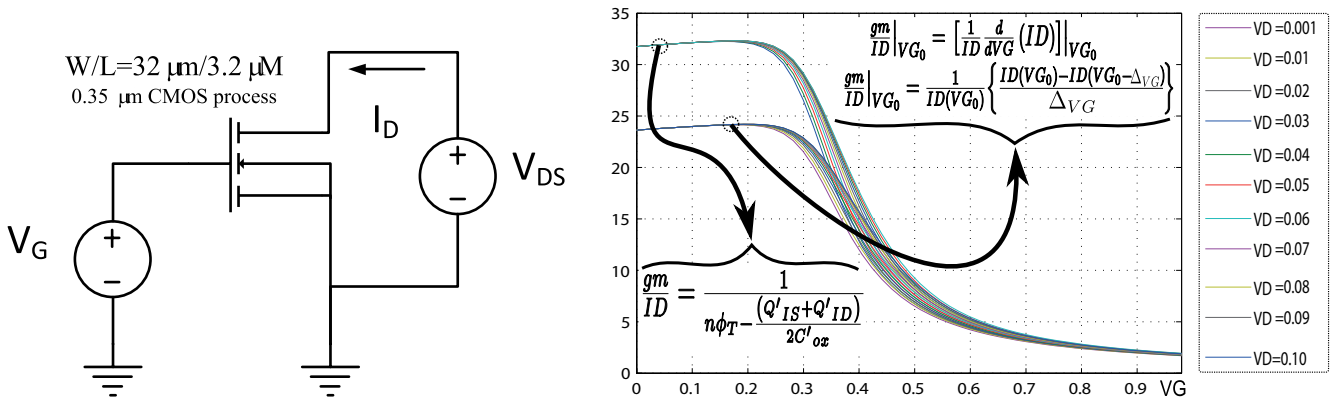 W/L=32 μm/3.2 μM
0.35 μm CMOS process
I_D
V_G
+
−
+
−
V_DS
35
30
25
20
15
10
5
0
0 0.1 0.2 0.3 0.4 0.5 0.6 0.7 0.8 0.9 VG
gm/ID|VG₀ = [1/ID d/dVG (ID)]|VG₀
gm/ID|VG₀ = 1/ID(VG₀) {ID(VG₀)−ID(VG₀−Δ_VG)/Δ_VG}
gm/ID = 1/nϕ_T−(Q'_IS+Q'_ID)/2C'_ox
VD =0.001
VD =0.01
VD =0.02
VD =0.03
VD =0.04
VD =0.05
VD =0.06
VD =0.07
VD =0.08
VD =0.09
VD=0.10